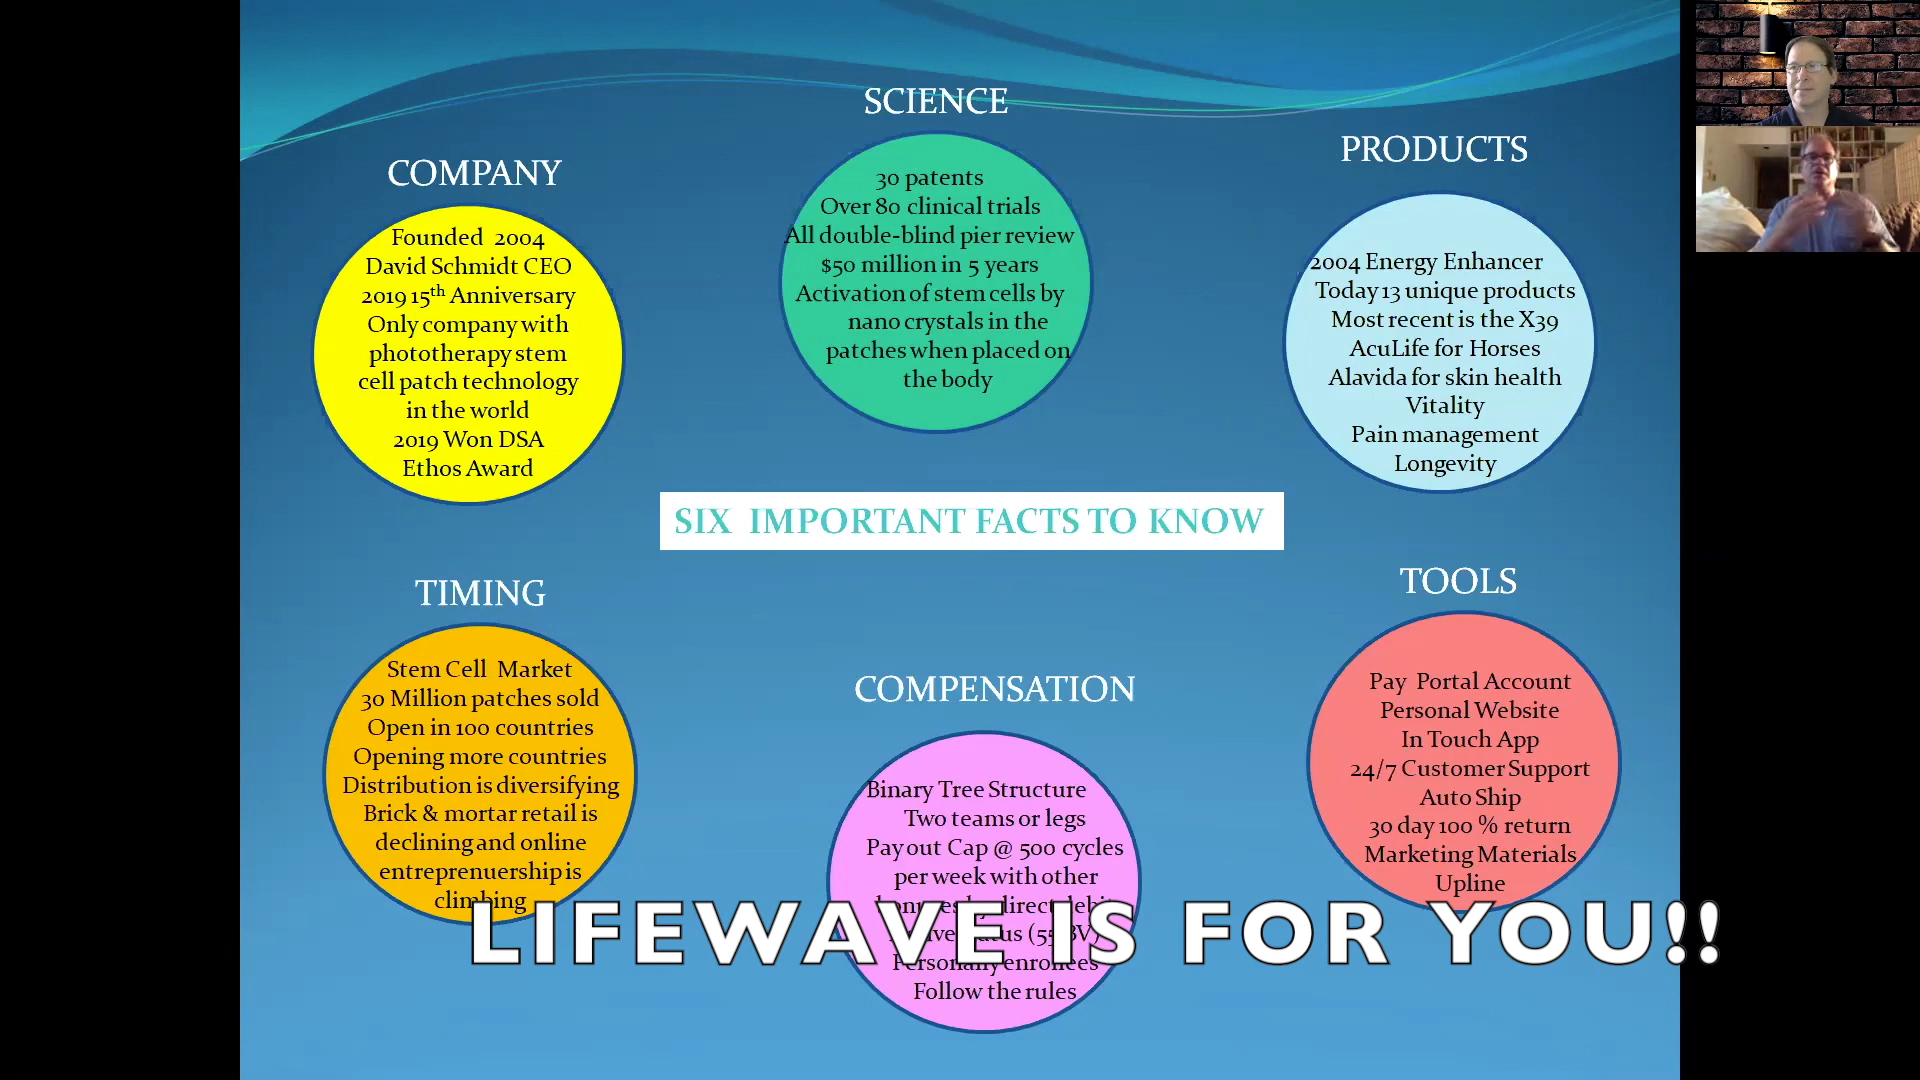 SCIENCE
30 patents
Over 80 clinical trials
All double-blind pier review
$50 million in 5 years
Activation of stem cells by
nano crystals in the
patches when placed on
the body
COMPANY
Founded 2004
David Schmidt CEO
2019 15th Anniversary
Only company with
phototherapy stem
cell patch technology
in the world
2019 Won DSA
Ethos Award
PRODUCTS
2004 Energy Enhancer
Today 13 unique products
Most recent is the X39
AcuLife for Horses
Alavida for skin health
Vitality
Pain management
Longevity
SIX IMPORTANT FACTS TO KNOW
TIMING
Stem Cell Market
30 Million patches sold
Open in 100 countries
Opening more countries
Distribution is diversifying
Brick & mortar retail is
declining and online
entreprenuership is
climbing
COMPENSATION
Binary Tree Structure
Two teams or legs
Pay out Cap @ 500 cycles
per week with other
direct
Personally enrollees
Follow the rules
TOOLS
Pay Portal Account
Personal Website
In Touch App
24/7 Customer Support
Auto Ship
30 day 100 % return
Marketing Materials
Upline
LIFEWAVE IS FOR YOU!!